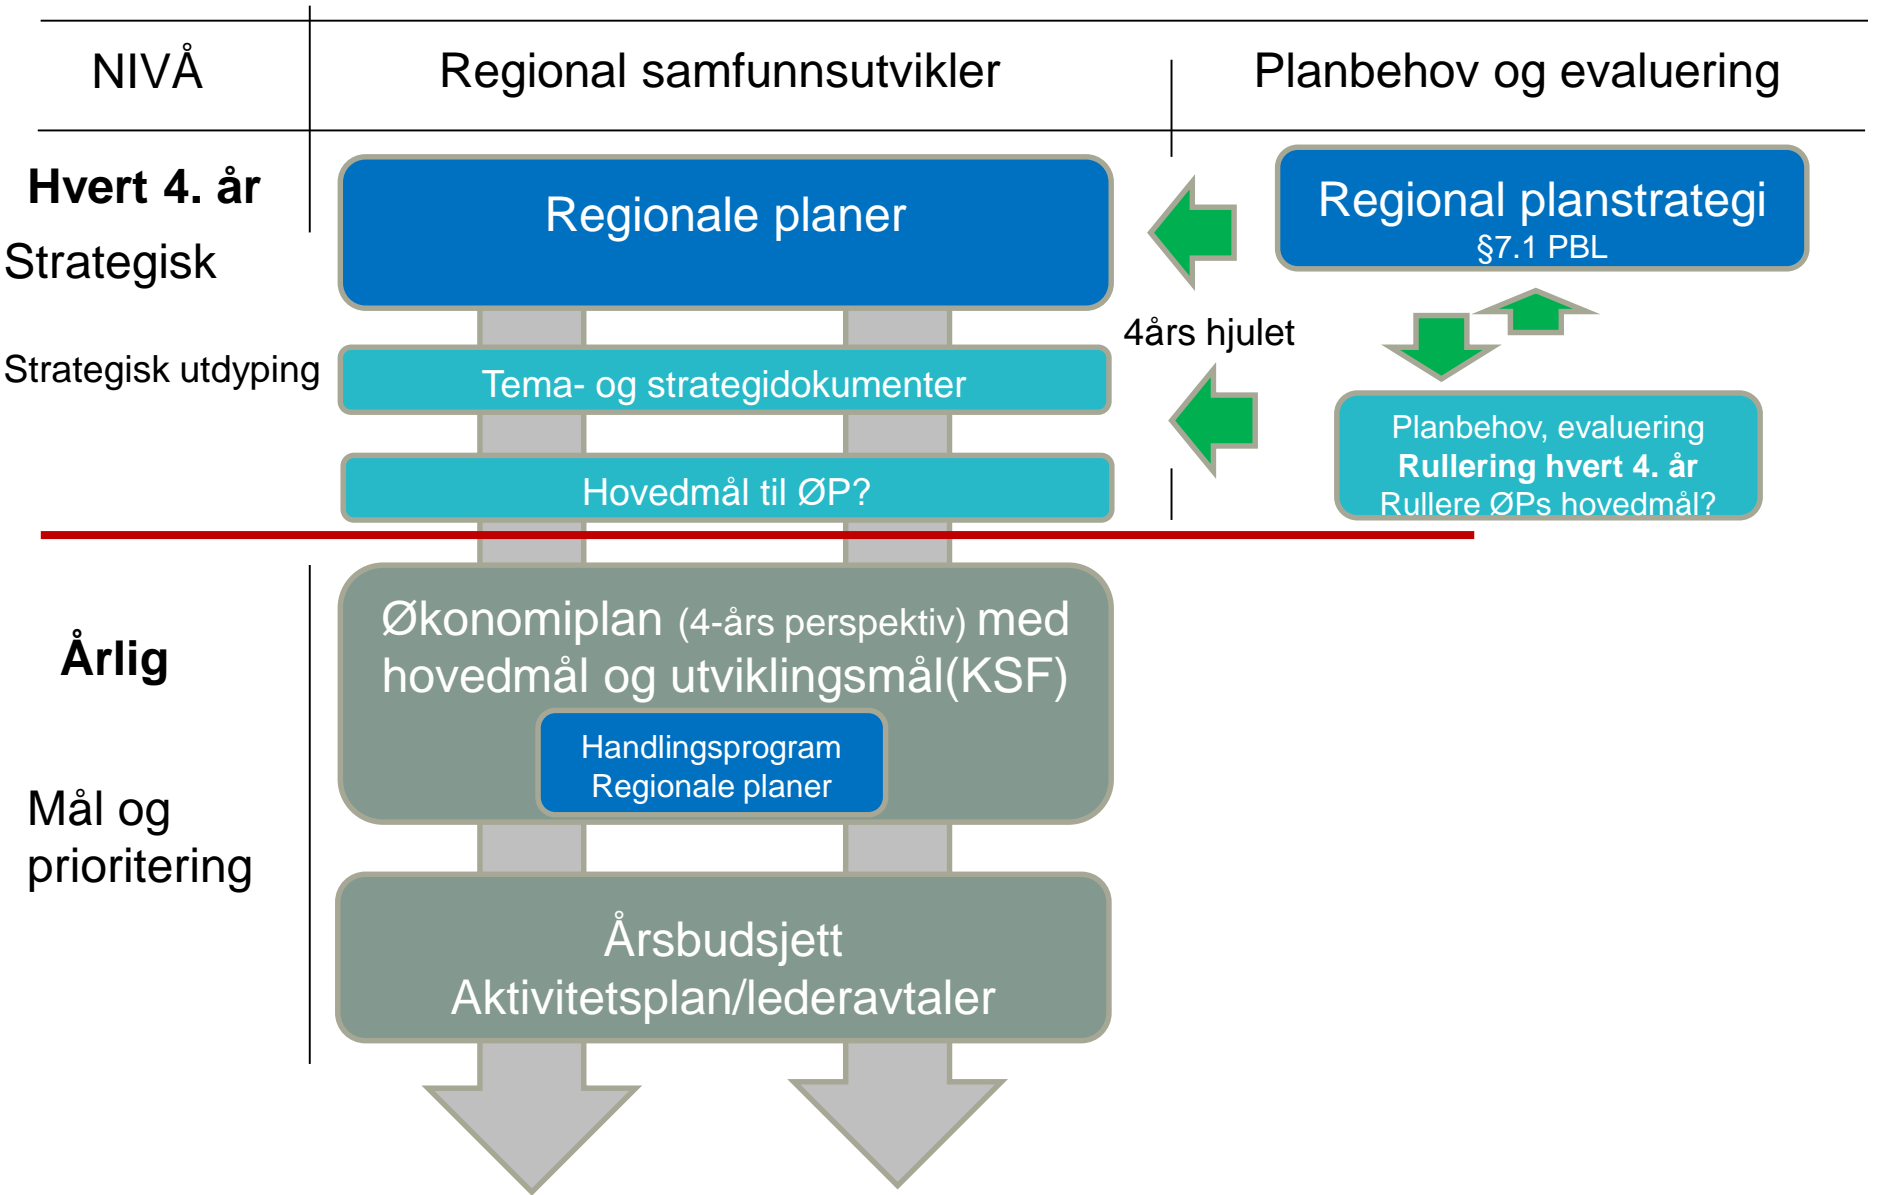 NIVÅ
Regional samfunnsutvikler
Planbehov og evaluering
Hvert 4. år
Strategisk
Regionale planer
Regional planstrategi
§7.1 PBL
4års hjulet
Strategisk utdyping
Tema- og strategidokumenter
Planbehov, evaluering
Rullering hvert 4. år
Rullere ØPs hovedmål?
Hovedmål til ØP?
Årlig
Økonomiplan (4-års perspektiv) med
hovedmål og utviklingsmål(KSF)
Handlingsprogram
Regionale planer
Mål og
prioritering
Årsbudsjett
Aktivitetsplan/lederavtaler